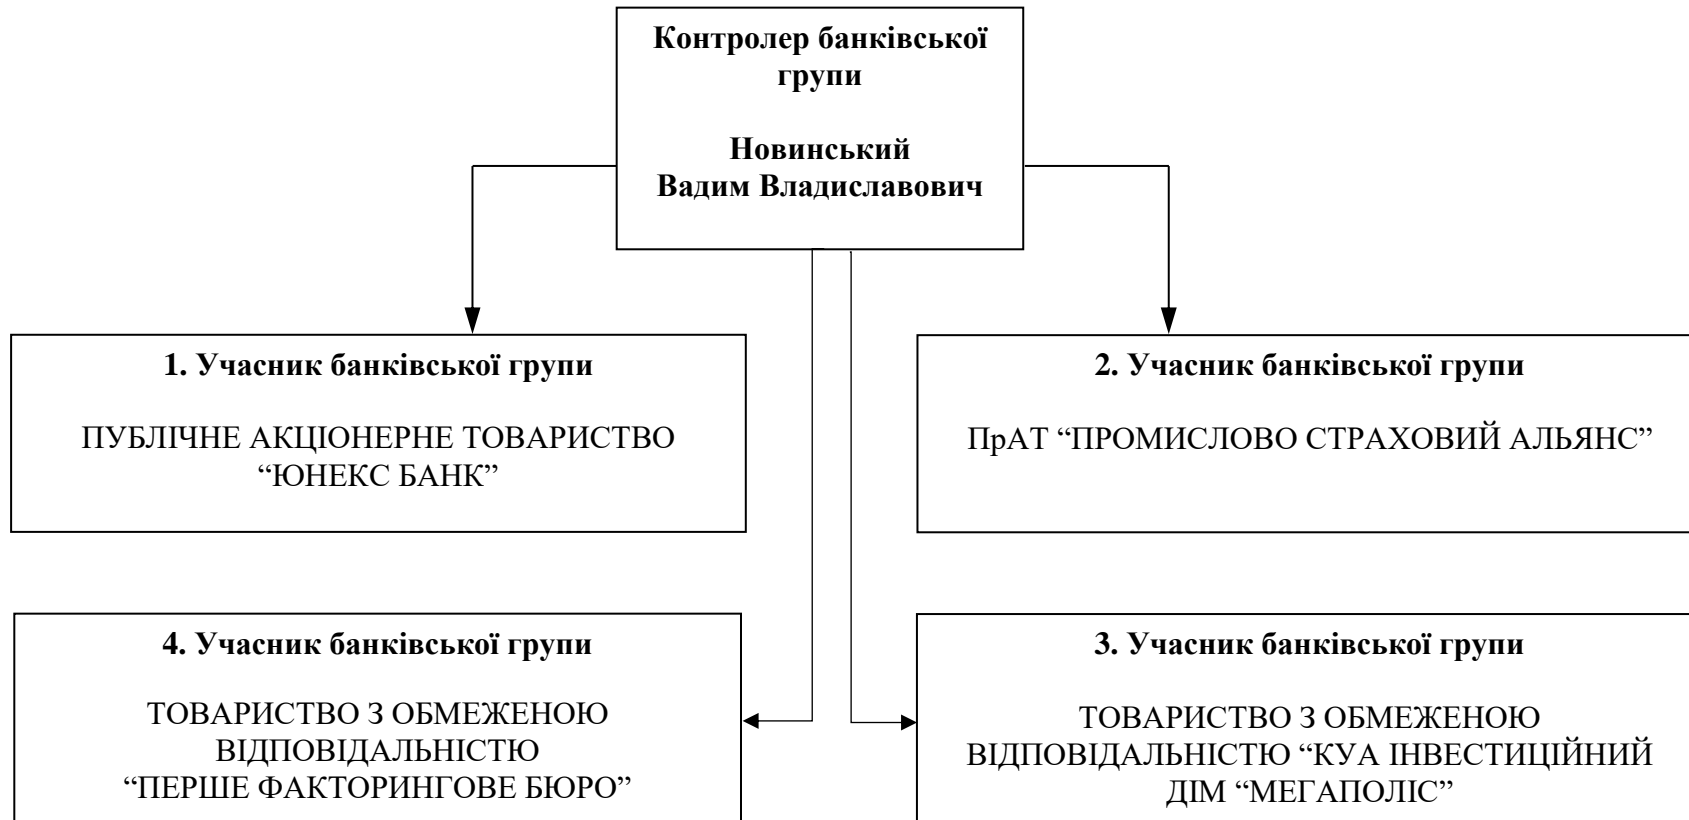 Контролер банківської
групи
Новинський
Вадим Владиславович
1. Учасник банківської групи
ПУБЛІЧНЕ АКЦІОНЕРНЕ ТОВАРИСТВО
“ЮНЕКС БАНК”
2. Учасник банківської групи
ПрАТ “ПРОМИСЛОВО СТРАХОВИЙ АЛЬЯНС”
4. Учасник банківської групи
ТОВАРИСТВО З ОБМЕЖЕНОЮ
ВІДПОВІДАЛЬНІСТЮ
“ПЕРШЕ ФАКТОРИНГОВЕ БЮРО”
3. Учасник банківської групи
ТОВАРИСТВО З ОБМЕЖЕНОЮ
ВІДПОВІДАЛЬНІСТЮ “КУА ІНВЕСТИЦІЙНИЙ
ДІМ “МЕГАПОЛІС”